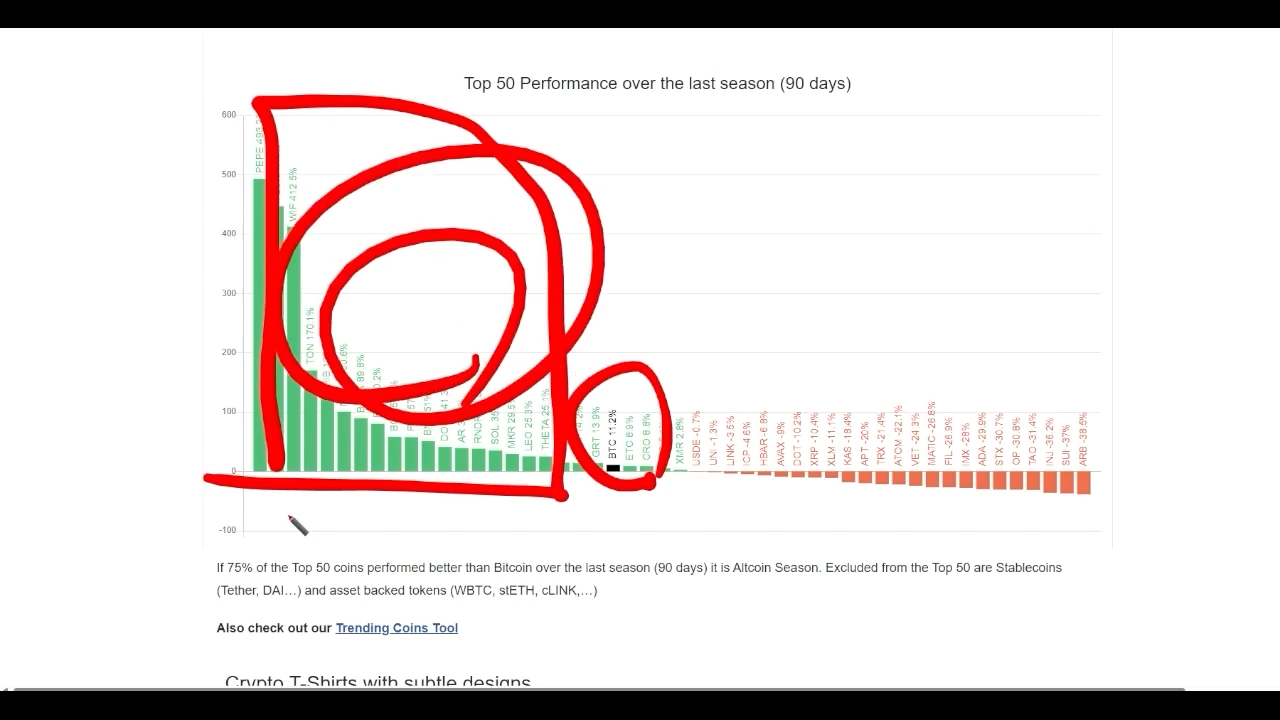 Top 50 Performance over the last season (90 days)
600
500
400
300
200
100
0
-100
PEPE 493.
WIF 412.5%
TON 170.1%
SOL 35
MKR 29.5
LEO 25.3%
THETA 25.1%
GRT 13.9%
BTC 11.2%
ETC 8.9%
CRO 8.8%
XMR 2.8%
USDE -0.7%
UNI -1.3%
LINK -3.5%
ICP -4.6%
HBAR -6.8%
AVAX -9%
DOT -10.2%
XRP -10.4%
XLM -11.1%
KAS -18.4%
APT -20%
TRX -21.4%
ATOM -22.1%
VET -24.3%
MATIC -26.8%
FIL -26.9%
IMX -28%
ADA -29.9%
STX -30.7%
OP -30.8%
TAO -31.4%
INJ -36.2%
SUI -37%
ARB -38.5%
If 75% of the Top 50 coins performed better than Bitcoin over the last season (90 days) it is Altcoin Season. Excluded from the Top 50 are Stablecoins
(Tether, DAI…) and asset backed tokens (WBTC, stETH, cLINK,…)
Also check out our Trending Coins Tool
Crypto T-Shirts with subtle designs